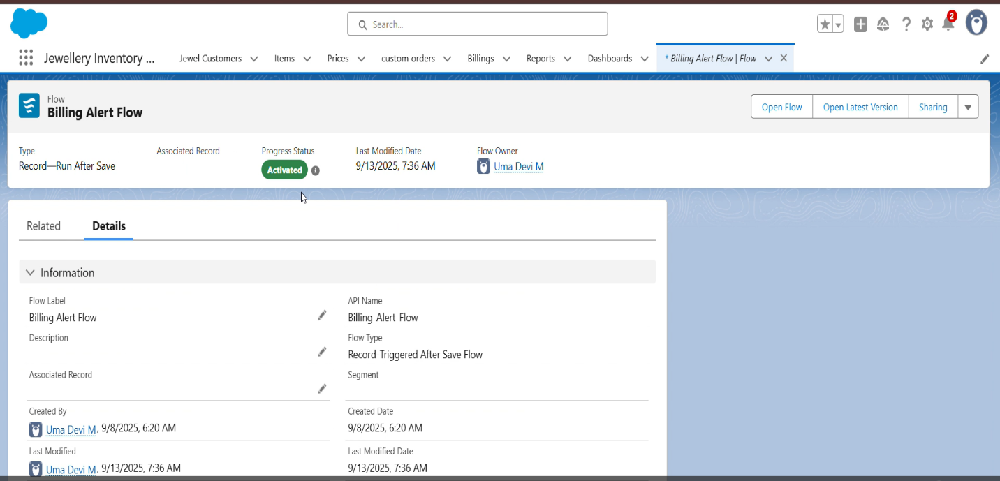 Search...
2
Jewellery Inventory ...
Jewel Customers
Items
Prices
custom orders
Billings
Reports
Dashboards
* Billing Alert Flow | Flow
Flow
Billing Alert Flow
Open Flow
Open Latest Version
Sharing
Type
Associated Record
Progress Status
Last Modified Date
Flow Owner
Record—Run After Save
Activated
9/13/2025, 7:36 AM
Uma Devi M
Related
Details
Information
Flow Label
API Name
Billing Alert Flow
Billing_Alert_Flow
Description
Flow Type
Record-Triggered After Save Flow
Associated Record
Segment
Created By
Created Date
Uma Devi M, 9/8/2025, 6:20 AM
9/8/2025, 6:20 AM
Last Modified
Last Modified Date
Uma Devi M, 9/13/2025, 7:36 AM
9/13/2025, 7:36 AM